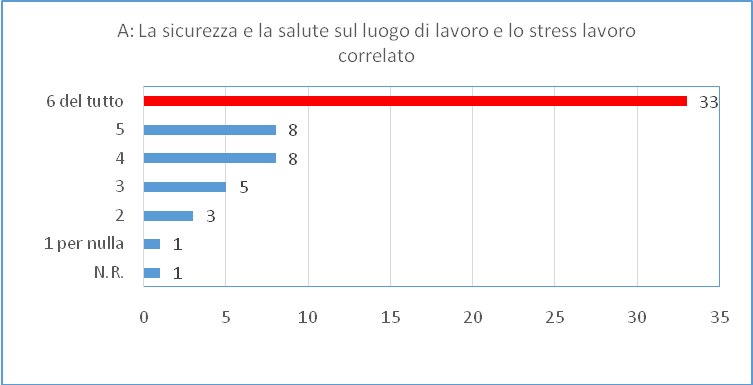 A: La sicurezza e la salute sul luogo di lavoro e lo stress lavoro
correlato
6 del tutto 33
5 8
4 8
3 5
2 3
1 per nulla 1
N.R. 1
0 5 10 15 20 25 30 35